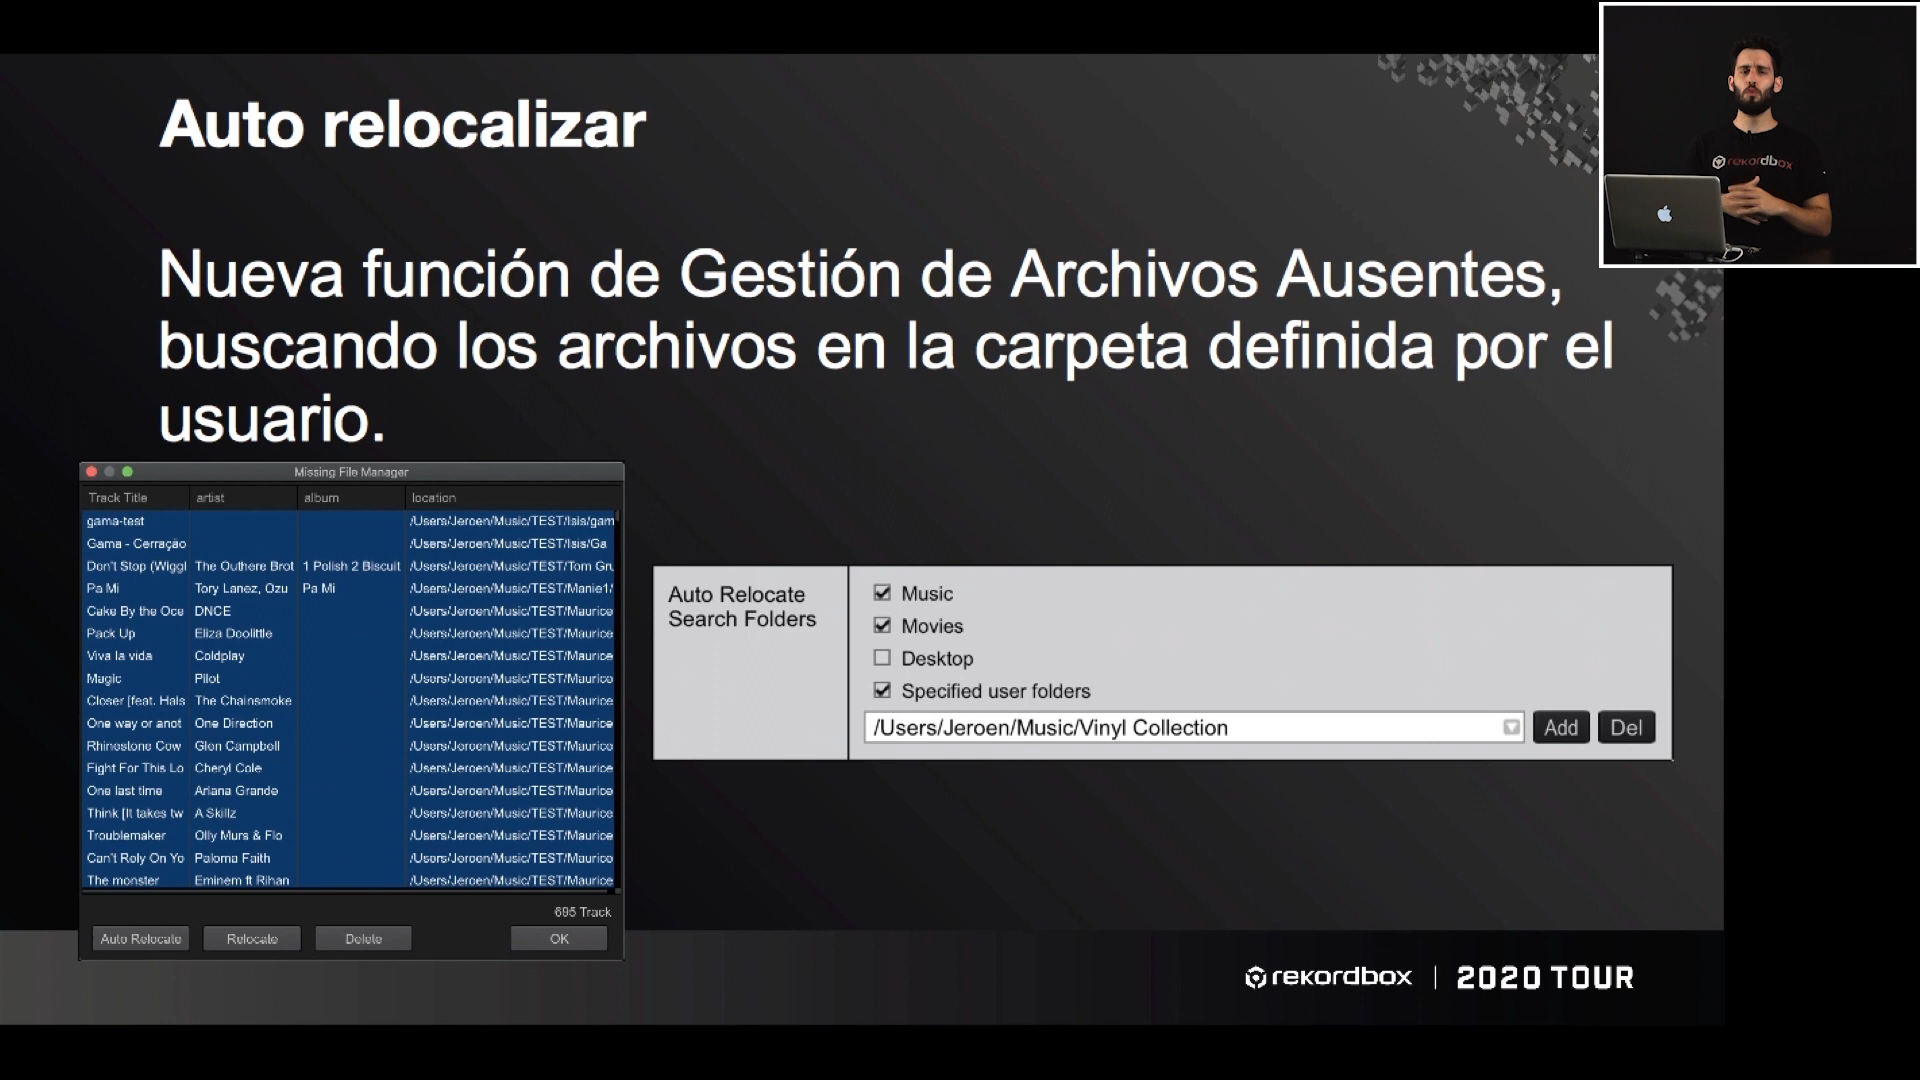 Auto relocalizar
rekordbox
Nueva función de Gestión de Archivos Ausentes,
buscando los archivos en la carpeta definida por el
usuario.
Missing File Manager
Track Title artist album location
gama-test /Users/Jeroen/Music/TEST/Isis/gam
Gama - Cerração /Users/Jeroen/Music/TEST/Isis/Ga
Don't Stop (Wiggl The Outhere Brot 1 Polish 2 Biscuit /Users/Jeroen/Music/TEST/Tom Gru
Pa Mi Tory Lanez, Ozu Pa Mi /Users/Jeroen/Music/TEST/Manie1/
Cake By the Oce DNCE /Users/Jeroen/Music/TEST/Maurice
Pack Up Eliza Doolittle /Users/Jeroen/Music/TEST/Maurice
Viva la vida Coldplay /Users/Jeroen/Music/TEST/Maurice
Magic Pilot /Users/Jeroen/Music/TEST/Maurice
Closer [feat. Hals The Chainsmoke /Users/Jeroen/Music/TEST/Maurice
One way or anot One Direction /Users/Jeroen/Music/TEST/Maurice
Rhinestone Cow Glen Campbell /Users/Jeroen/Music/TEST/Maurice
Fight For This Lo Cheryl Cole /Users/Jeroen/Music/TEST/Maurice
One last time Ariana Grande /Users/Jeroen/Music/TEST/Maurice
Think [It takes tw A Skillz /Users/Jeroen/Music/TEST/Maurice
Troublemaker Olly Murs & Flo /Users/Jeroen/Music/TEST/Maurice
Can't Rely On Yo Paloma Faith /Users/Jeroen/Music/TEST/Maurice
The monster Eminem ft Rihan /Users/Jeroen/Music/TEST/Maurice
695 Track
Auto Relocate Relocate Delete OK
Auto Relocate
Search Folders
Music
Movies
Desktop
Specified user folders
/Users/Jeroen/Music/Vinyl Collection Add Del
rekordbox | 2020 TOUR